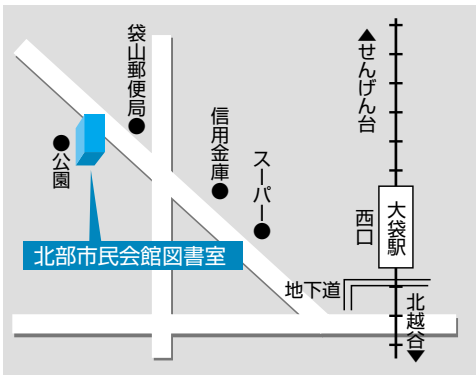 ▲せんげん台
袋山郵便局
信用金庫
スーパー
公園
大袋駅
西口
北部市民会館図書室
地下道
北越谷▼